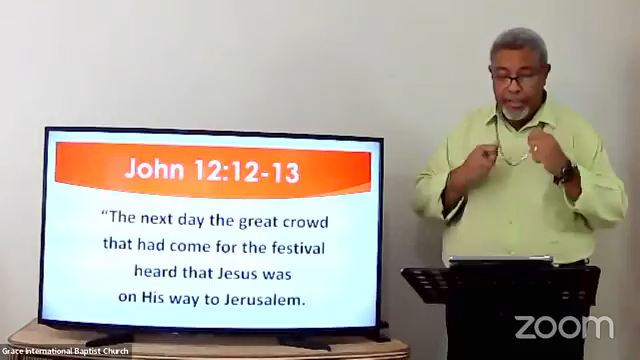 John 12:12-13
“The next day the great crowd
that had come for the festival
heard that Jesus was
on His way to Jerusalem.
Grace International Baptist Church
zoom